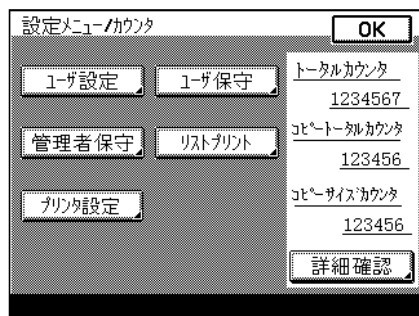 設定メニュー/カウンタ
OK
ユーザ設定
ユーザ保守
管理者保守
リストプリント
プリンタ設定
トータルカウンタ
1234567
コピートータルカウンタ
123456
コピーサイズカウンタ
123456
詳細確認